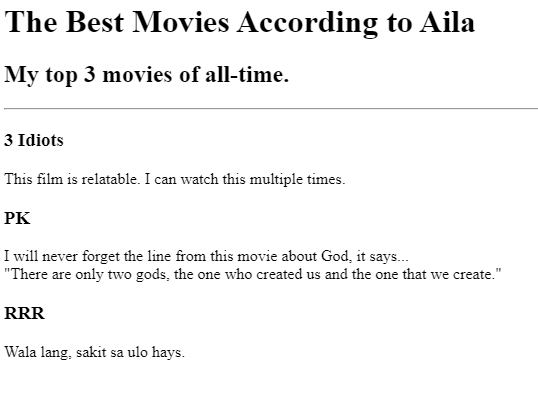 The Best Movies According to Aila
My top 3 movies of all-time.
3 Idiots
This film is relatable. I can watch this multiple times.
PK
I will never forget the line from this movie about God, it says...
"There are only two gods, the one who created us and the one that we create."
RRR
Wala lang, sakit sa ulo hays.